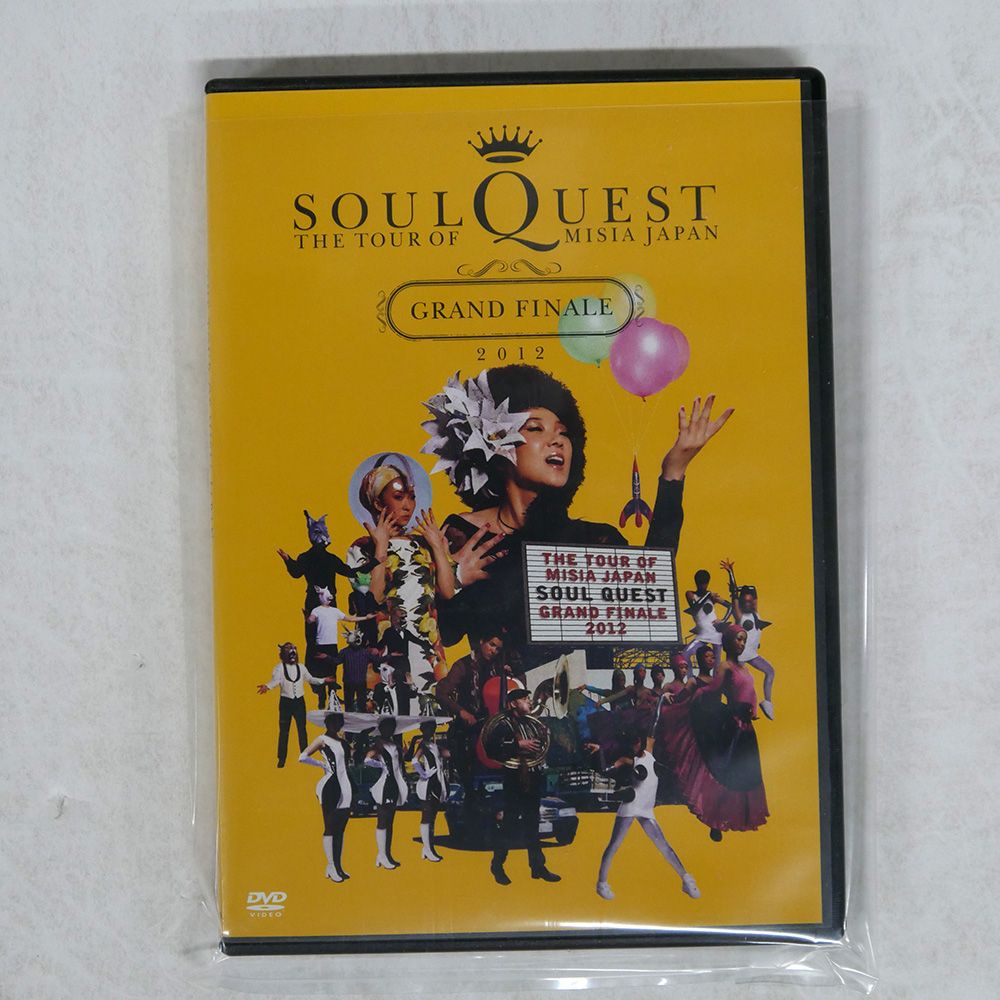 SOUL QUEST
THE TOUR OF MISIA JAPAN
GRAND FINALE
2012
THE TOUR OF
MISIA JAPAN
SOUL QUEST
GRAND FINALE
2012
DVD
VIDEO